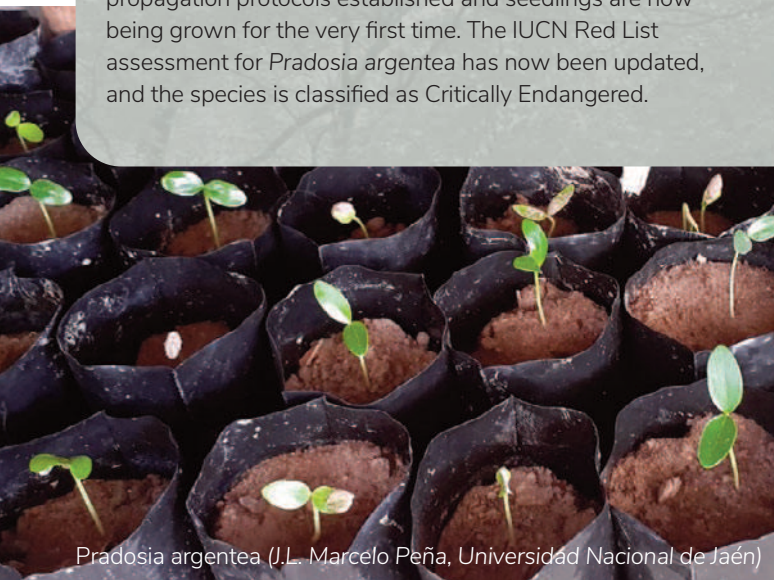 propagation protocols established and seedlings are now
being grown for the very first time. The IUCN Red List
assessment for Pradosia argentea has now been updated,
and the species is classified as Critically Endangered.
Pradosia argentea (J.L. Marcelo Peña, Universidad Nacional de Jaén)